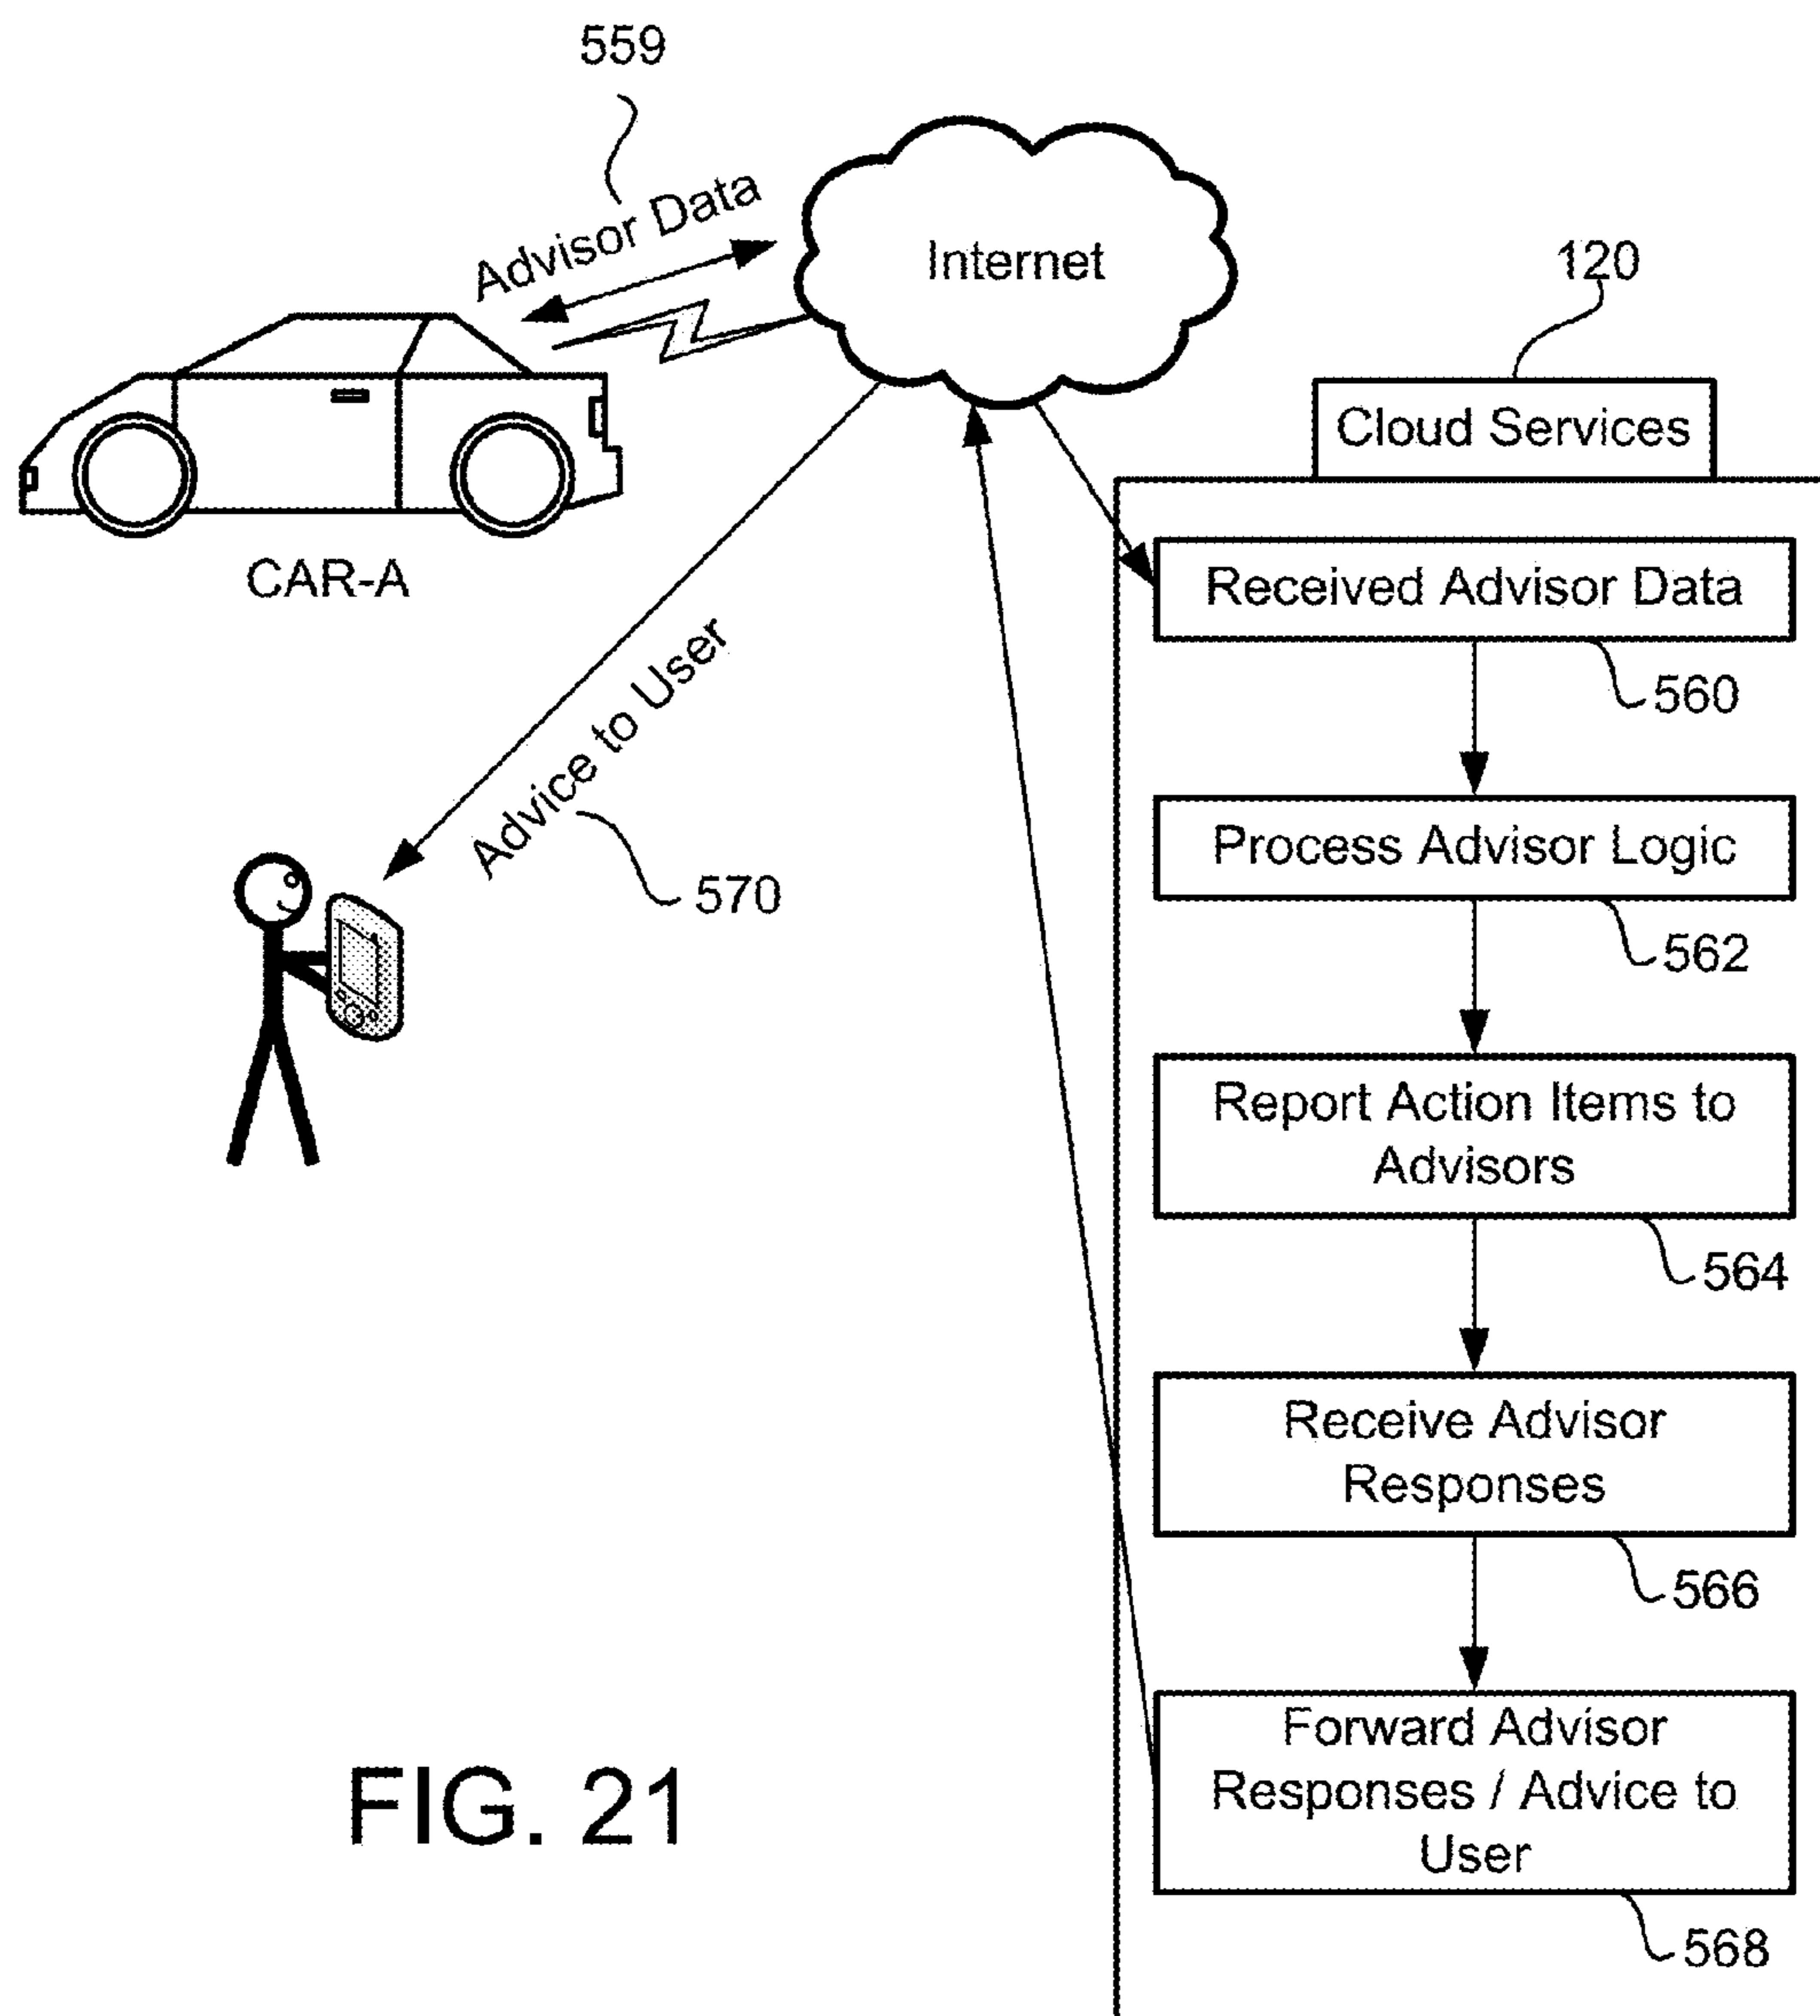 559
Advisor Data
Internet
120
Cloud Services
CAR-A
Received Advisor Data
560
Advice to User
570
Process Advisor Logic
562
Report Action Items to
Advisors
564
Receive Advisor
Responses
566
Forward Advisor
Responses / Advice to
User
568
FIG. 21